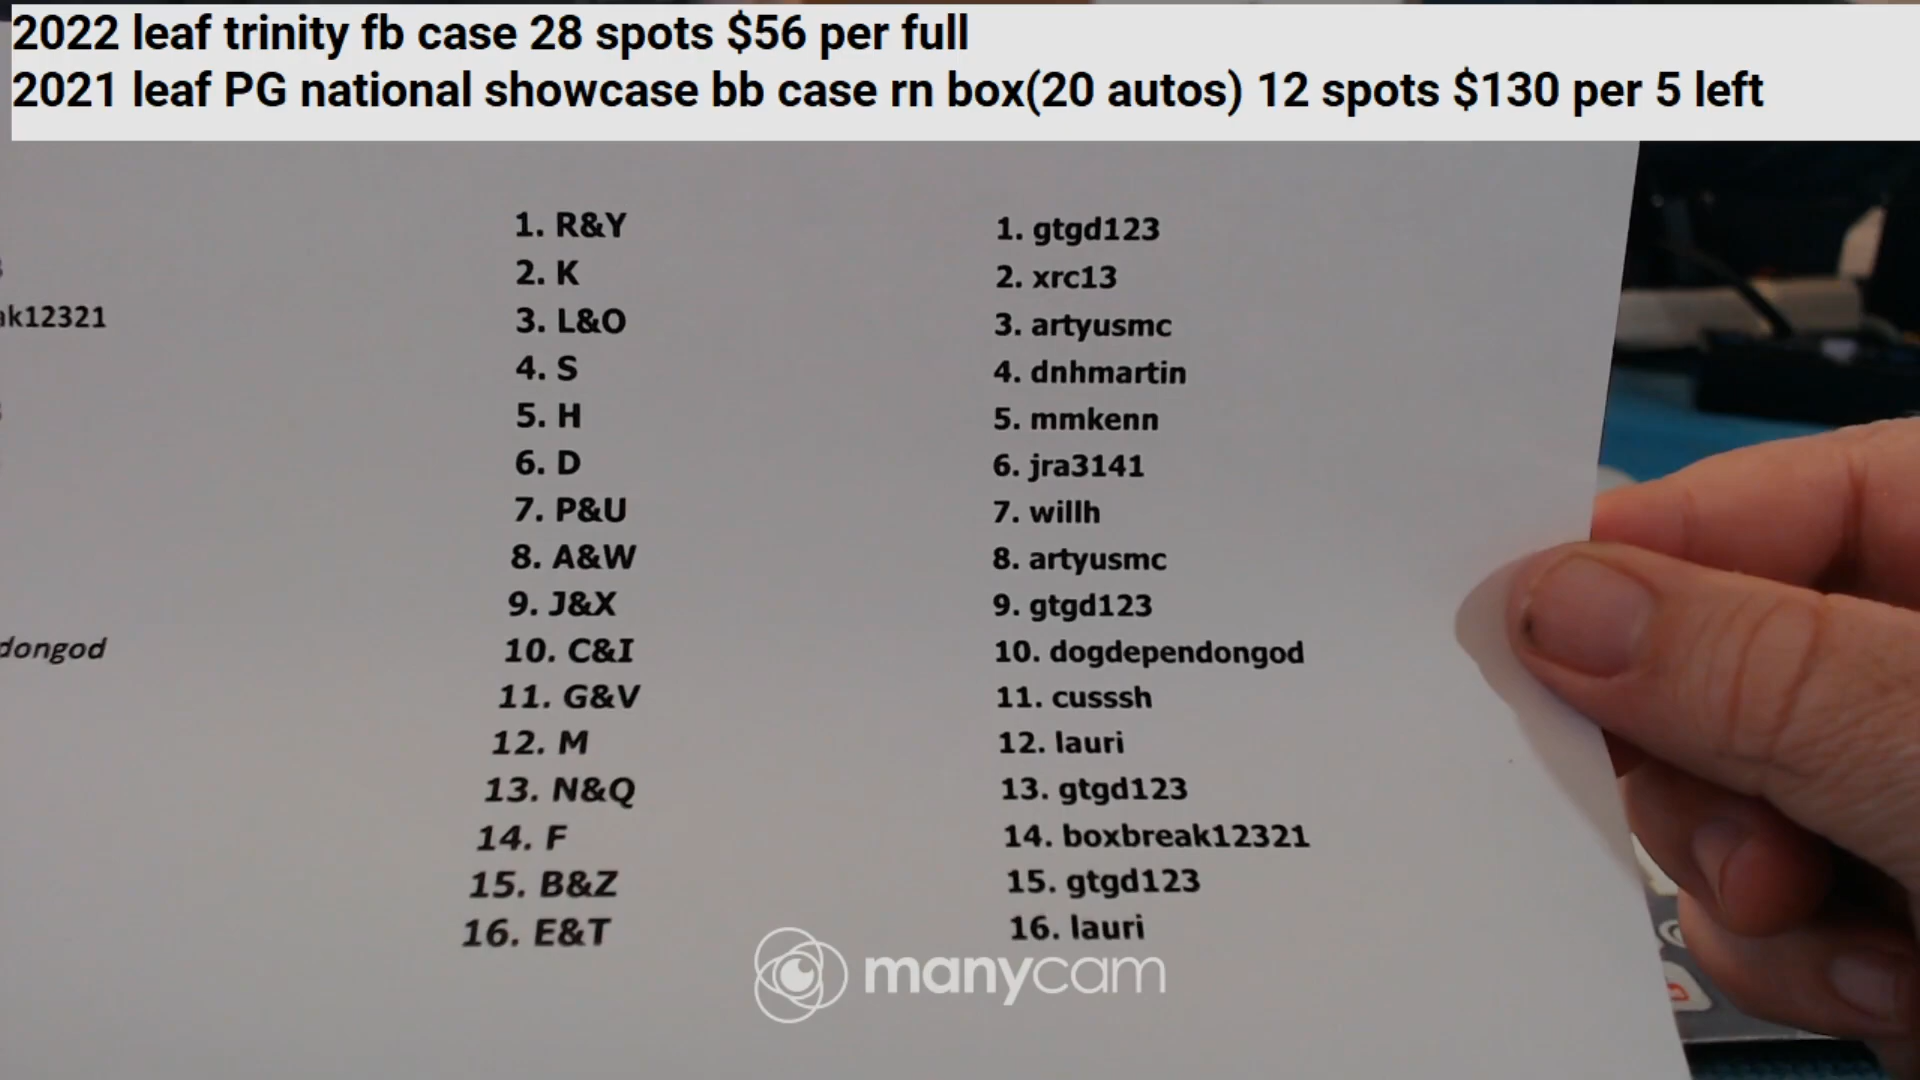 2022 leaf trinity fb case 28 spots $56 per full
2021 leaf PG national showcase bb case rn box(20 autos) 12 spots $130 per 5 left
1. R&Y
2. K
3. L&O
4. S
5. H
6. D
7. P&U
8. A&W
9. J&X
10. C&I
11. G&V
12. M
13. N&Q
14. F
15. B&Z
16. E&T
1. gtgd123
2. xrc13
3. artyusmc
4. dnhmartin
5. mmkenn
6. jra3141
7. willh
8. artyusmc
9. gtgd123
10. dogdependongod
11. cusssh
12. lauri
13. gtgd123
14. boxbreak12321
15. gtgd123
16. lauri
manycam